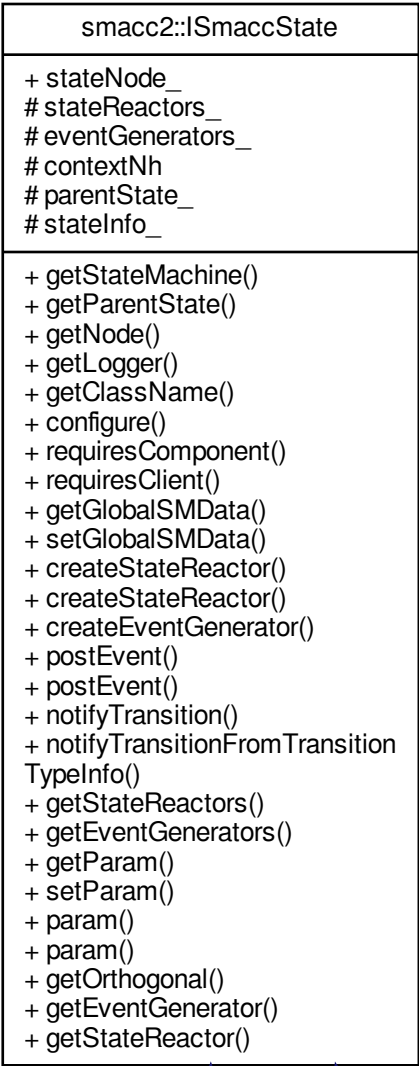 smacc2::ISmaccState
+ stateNode_
# stateReactors_
# eventGenerators_
# contextNh
# parentState_
# stateInfo_
+ getStateMachine()
+ getParentState()
+ getNode()
+ getLogger()
+ getClassName()
+ configure()
+ requiresComponent()
+ requiresClient()
+ getGlobalSMData()
+ setGlobalSMData()
+ createStateReactor()
+ createStateReactor()
+ createEventGenerator()
+ postEvent()
+ postEvent()
+ notifyTransition()
+ notifyTransitionFromTransition
TypeInfo()
+ getStateReactors()
+ getEventGenerators()
+ getParam()
+ setParam()
+ param()
+ param()
+ getOrthogonal()
+ getEventGenerator()
+ getStateReactor()